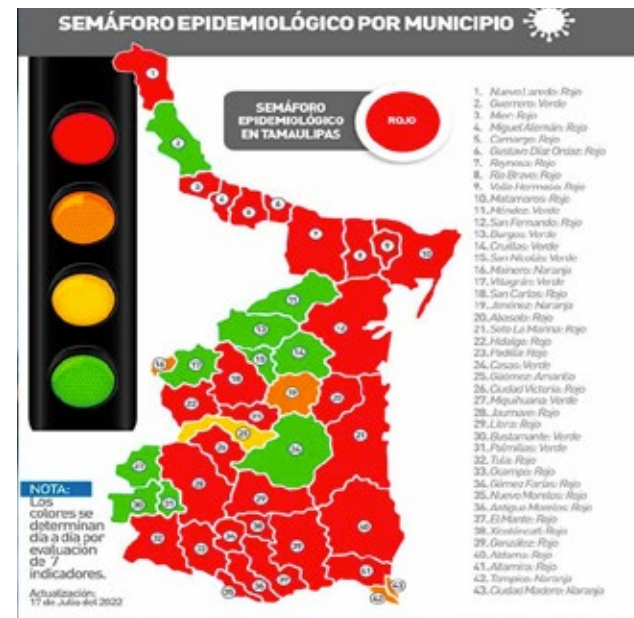 SEMÁFORO EPIDEMIOLÓGICO POR MUNICIPIO
SEMÁFORO
EPIDEMIOLÓGICO
EN TAMAULIPAS
ROJO
1. Nuevo Laredo: Rojo
2. Guerrero: Verde
3. Mier: Rojo
4. Miguel Alemán: Rojo
5. Camargo: Rojo
6. Gustavo Díaz Ordaz: Rojo
7. Reynosa: Rojo
8. Río Bravo: Rojo
9. Valle Hermoso: Rojo
10. Matamoros: Rojo
11. Méndez: Verde
12. San Fernando: Rojo
13. Burgos: Verde
14. Cruillas: Verde
15. San Nicolás: Verde
16. Mainero: Naranja
17. Villagrán: Verde
18. San Carlos: Rojo
19. Jiménez: Naranja
20. Abasolo: Rojo
21. Soto La Marina: Rojo
22. Hidalgo: Rojo
23. Padilla: Rojo
24. Casas: Verde
25. Güémez: Amarillo
26. Ciudad Victoria: Rojo
27. Miquihuana: Verde
28. Jaumave: Rojo
29. Llera: Rojo
30. Bustamante: Verde
31. Palmillas: Verde
32. Tula: Rojo
33. Ocampo: Rojo
34. Gómez Farías: Rojo
35. Nuevo Morelos: Rojo
36. Antiguo Morelos: Rojo
37. El Mante: Rojo
38. Xicoténcatl: Rojo
39. González: Rojo
40. Aldama: Rojo
41. Altamira: Rojo
42. Tampico: Naranja
43. Ciudad Madero: Naranja
NOTA:
Los
colores se
determinan
día a día por
evaluación
de 7
indicadores.
Actualización:
17 de Julio del 2022